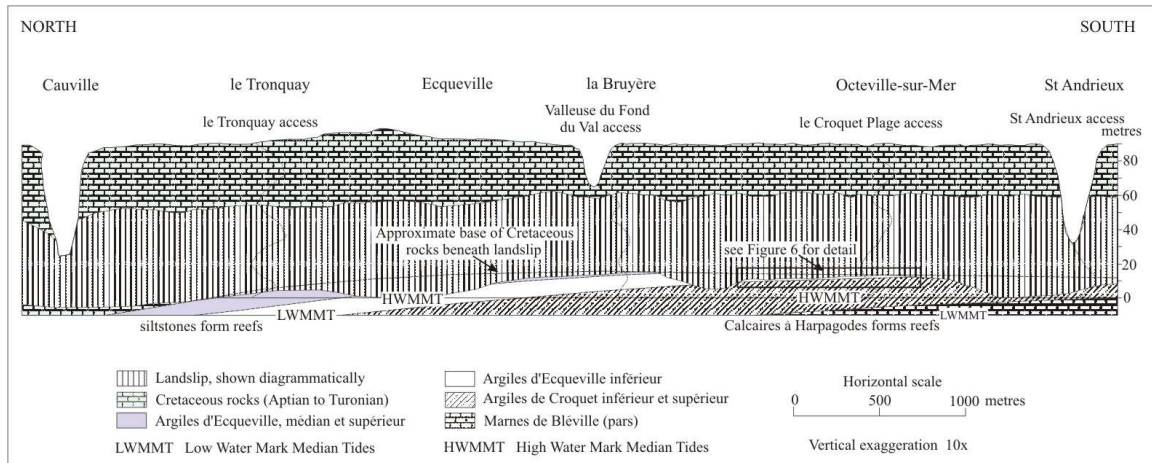 NORTH
SOUTH
Cauville
le Tronquay
Ecqueville
la Bruyère
Octeville-sur-Mer
St Andrieux
le Tronquay access
Valleuse du Fond
du Val access
le Croquet Plage access
St Andrieux access
metres
80
60
40
20
0
Approximate base of Cretaceous
rocks beneath landslip
see Figure 6 for detail
HWMMT
HWMMT
LWMMT
LWMMT
siltstones form reefs
Calcaires à Harpagodes forms reefs
Landslip, shown diagrammatically
Cretaceous rocks (Aptian to Turonian)
Argiles d'Ecqueville, médian et supérieur
LWMMT Low Water Mark Median Tides
Argiles d'Ecqueville inférieur
Argiles de Croquet inférieur et supérieur
Marnes de Bléville (pars)
HWMMT High Water Mark Median Tides
Horizontal scale
0 500 1000 metres
Vertical exaggeration 10x